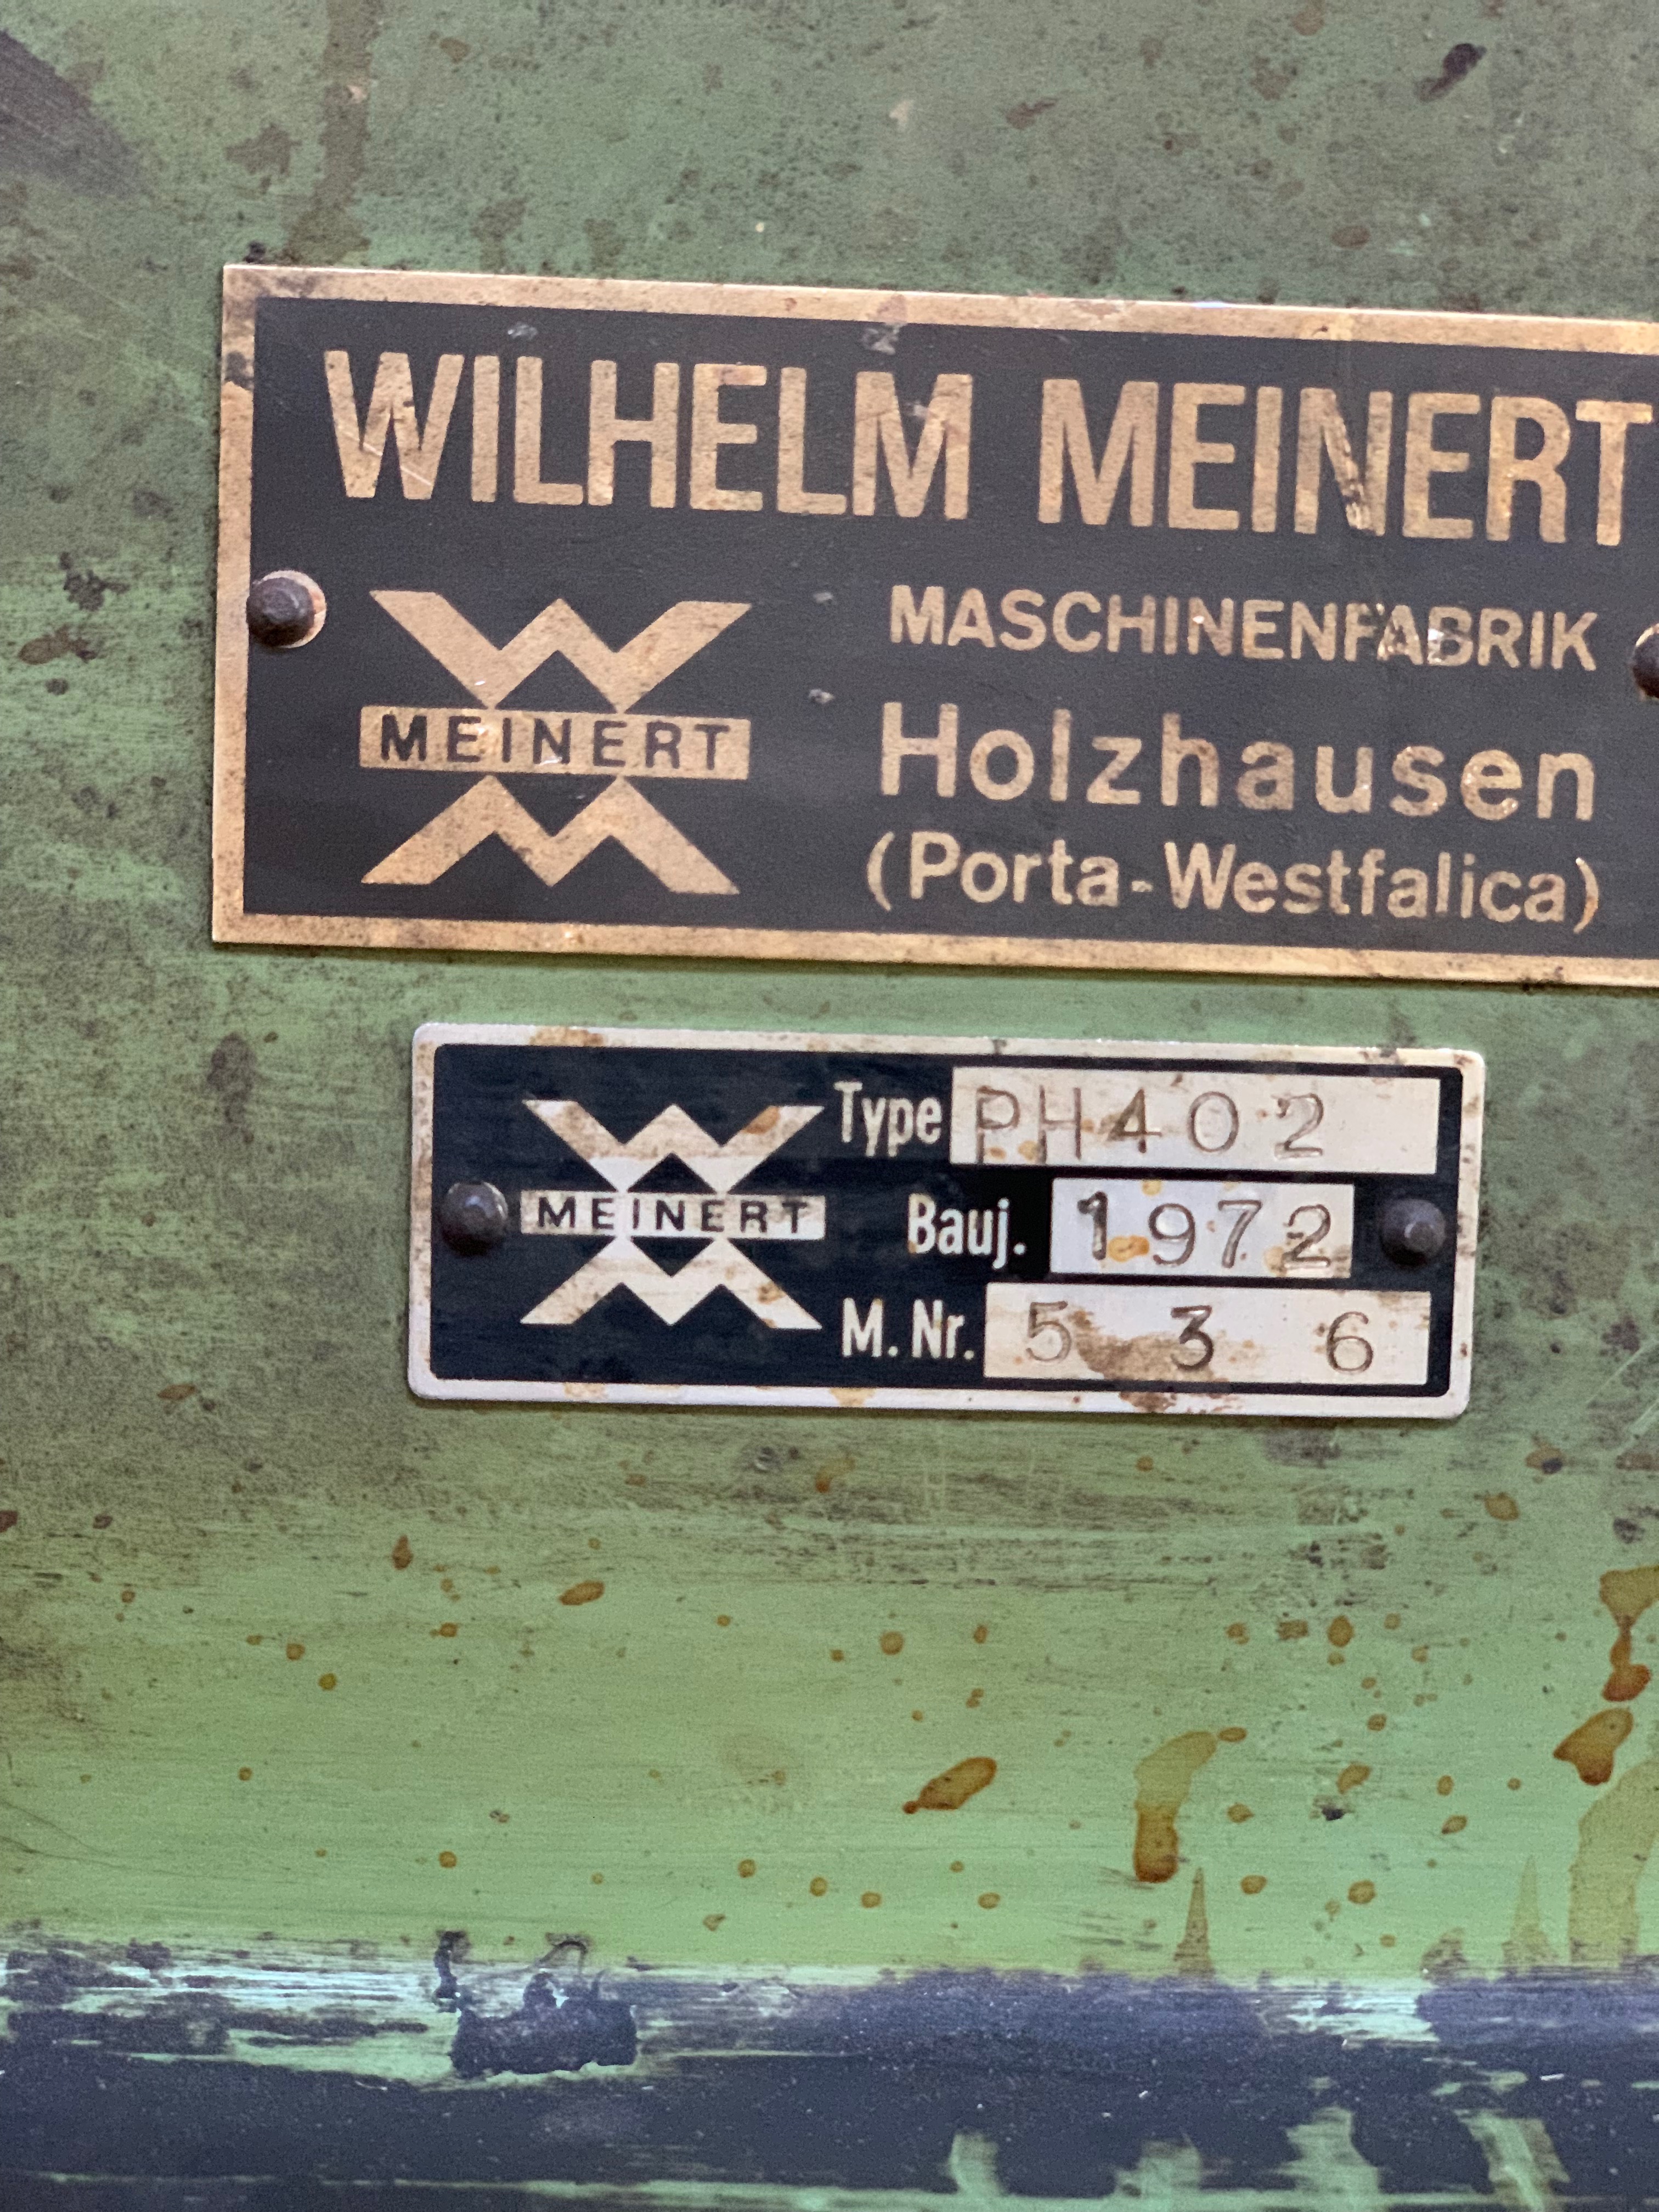 WILHELM MEINERT
W
MEINERT
M
MASCHINENFABRIK
Holzhausen
(Porta-Westfalica)
W
MEINERT
M
Type PH402
Bauj. 1972
M. Nr. 5 3 6